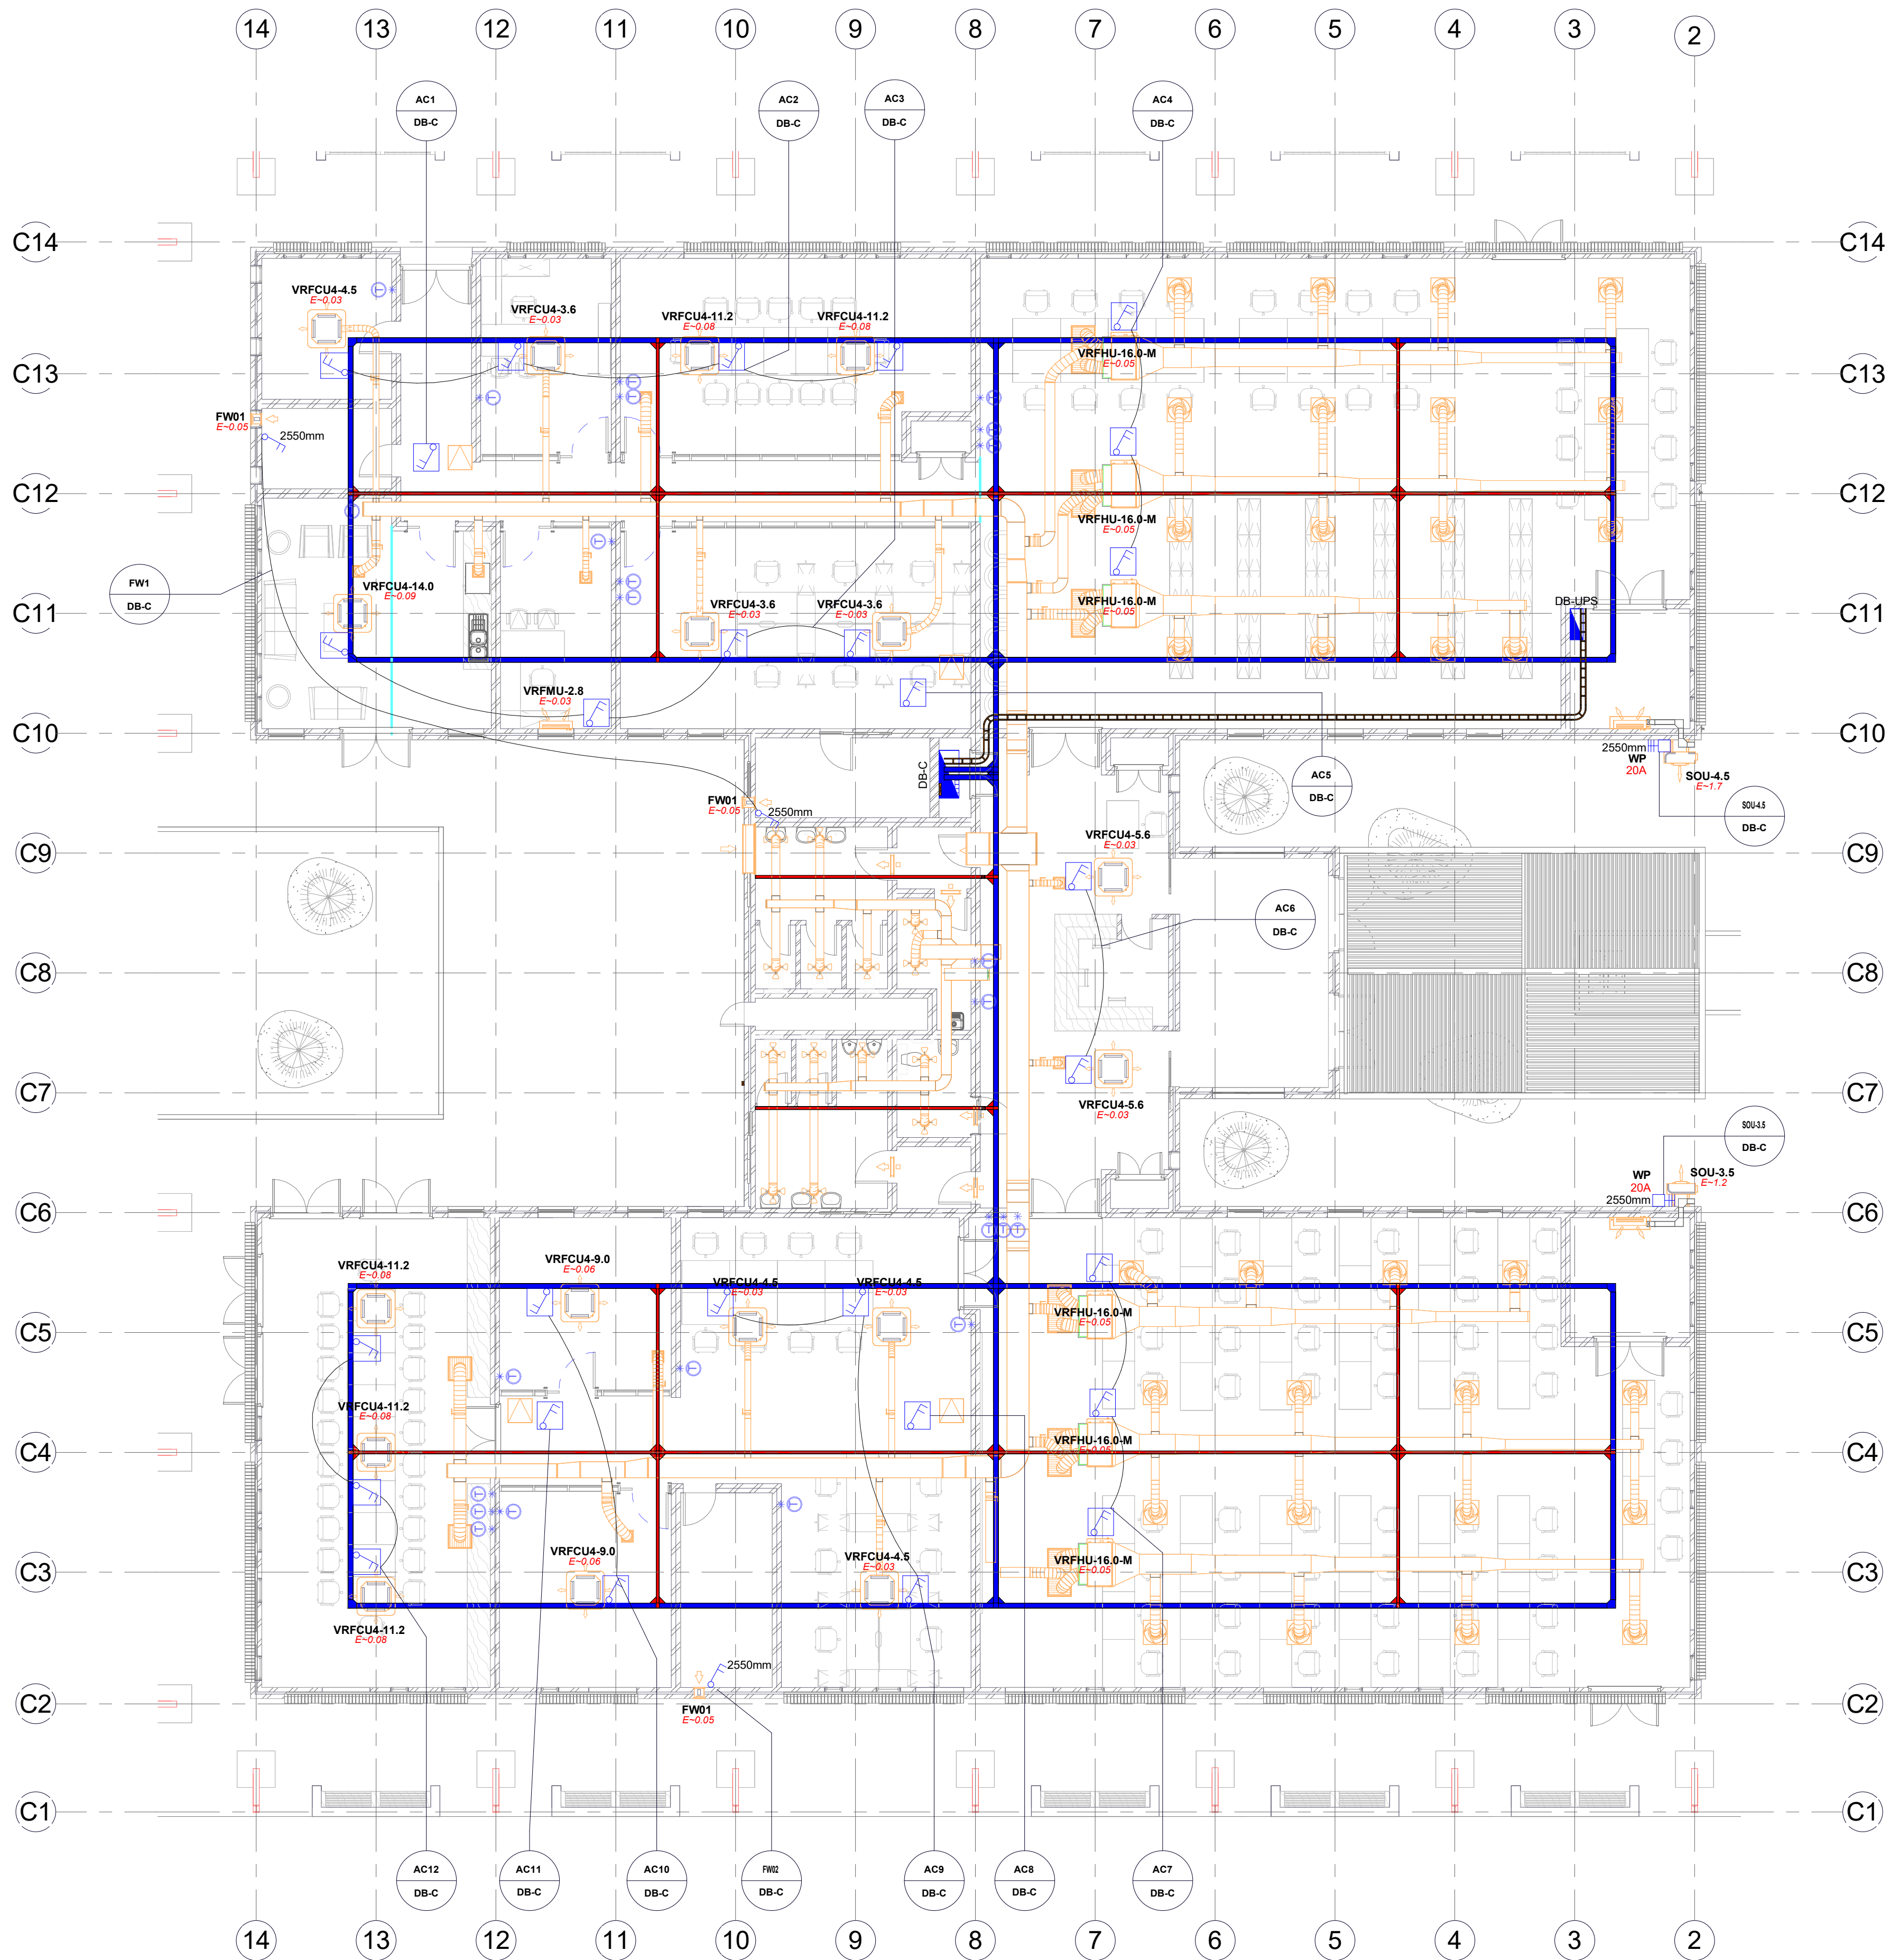 14
13
12
11
10
9
8
7
6
5
4
3
2
AC1
DB-C
AC2
DB-C
AC3
DB-C
AC4
DB-C
C14
C14
VRFCU4-4.5
E~0.03
VRFCU4-3.6
E~0.03
VRFCU4-11.2
E~0.08
VRFCU4-11.2
E~0.08
VRFHU-16.0-M
E~0.05
C13
C13
FW01
E~0.05
2550mm
C12
C12
VRFHU-16.0-M
E~0.05
FW1
DB-C
VRFCU4-14.0
E~0.09
VRFCU4-3.6
E~0.03
VRFCU4-3.6
E~0.03
VRFHU-16.0-M
E~0.05
DB-UPS
C11
C11
VRFMU-2.8
E~0.03
C10
C10
2550mm
WP
20A
SOU-4.5
E~1.7
DB-C
AC5
DB-C
SOU-4.5
DB-C
FW01
E~0.05
2550mm
VRFCU4-5.6
E~0.03
C9
C9
AC6
DB-C
C8
C8
C7
C7
VRFCU4-5.6
E~0.03
SOU-3.5
DB-C
WP
20A
2550mm
SOU-3.5
E~1.2
C6
C6
VRFCU4-11.2
E~0.08
VRFCU4-9.0
E~0.06
VRFCU4-4.5
E~0.03
VRFCU4-4.5
E~0.03
VRFHU-16.0-M
E~0.05
C5
C5
VRFCU4-11.2
E~0.08
VRFHU-16.0-M
E~0.05
C4
C4
VRFCU4-9.0
E~0.06
VRFCU4-4.5
E~0.03
VRFHU-16.0-M
E~0.05
C3
C3
VRFCU4-11.2
E~0.08
2550mm
FW01
E~0.05
C2
C2
C1
C1
AC12
DB-C
AC11
DB-C
AC10
DB-C
FW02
DB-C
AC9
DB-C
AC8
DB-C
AC7
DB-C
14
13
12
11
10
9
8
7
6
5
4
3
2